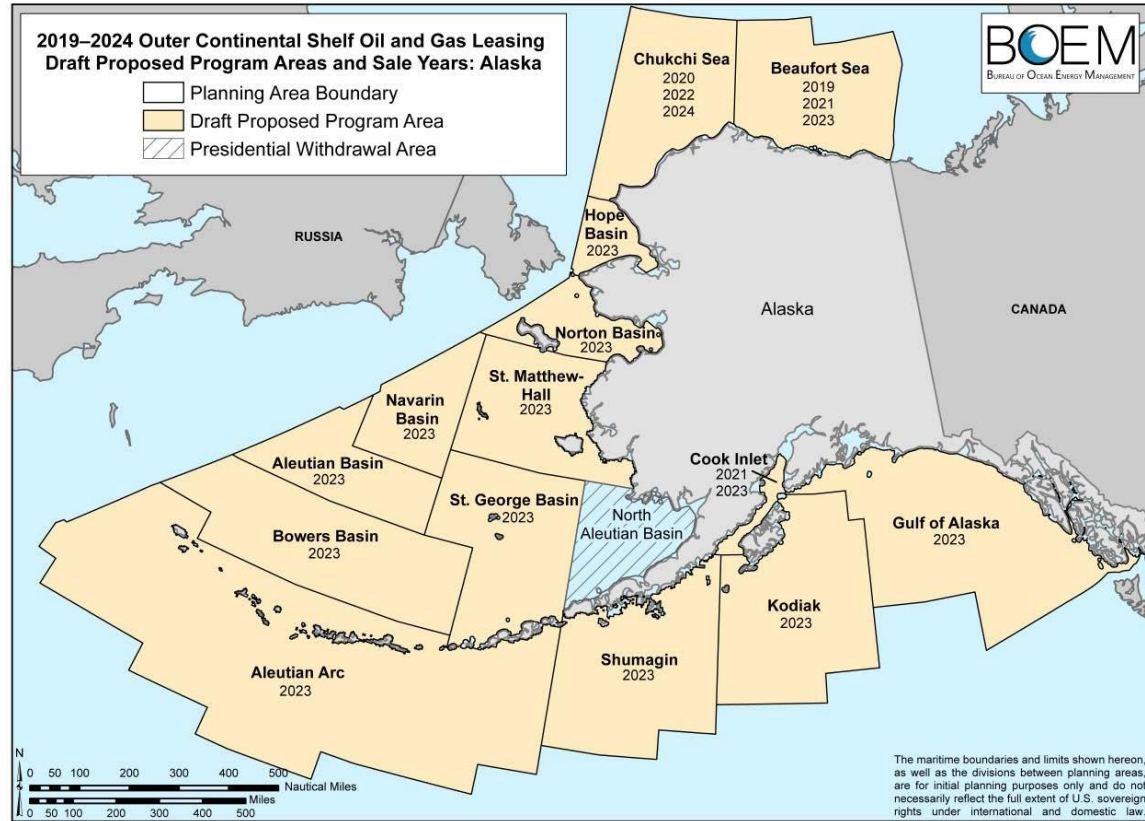 2019–2024 Outer Continental Shelf Oil and Gas Leasing
Draft Proposed Program Areas and Sale Years: Alaska
Planning Area Boundary
Draft Proposed Program Area
Presidential Withdrawal Area
BOEM
BUREAU OF OCEAN ENERGY MANAGEMENT
Chukchi Sea
2020
2022
2024
Beaufort Sea
2019
2021
2023
Hope
Basin
2023
RUSSIA
Alaska
CANADA
Norton Basin
2023
St. Matthew-
Hall
2023
Navarin
Basin
2023
Aleutian Basin
2023
Cook Inlet
2021
2023
St. George Basin
2023
North
Aleutian Basin
Bowers Basin
2023
Gulf of Alaska
2023
Kodiak
2023
Shumagin
2023
Aleutian Arc
2023
N
0 50 100 200 300 400 500
Nautical Miles
Miles
0 50 100 200 300 400 500
The maritime boundaries and limits shown hereon,
as well as the divisions between planning areas,
are for initial planning purposes only and do not
necessarily reflect the full extent of U.S. sovereign
rights under international and domestic law.